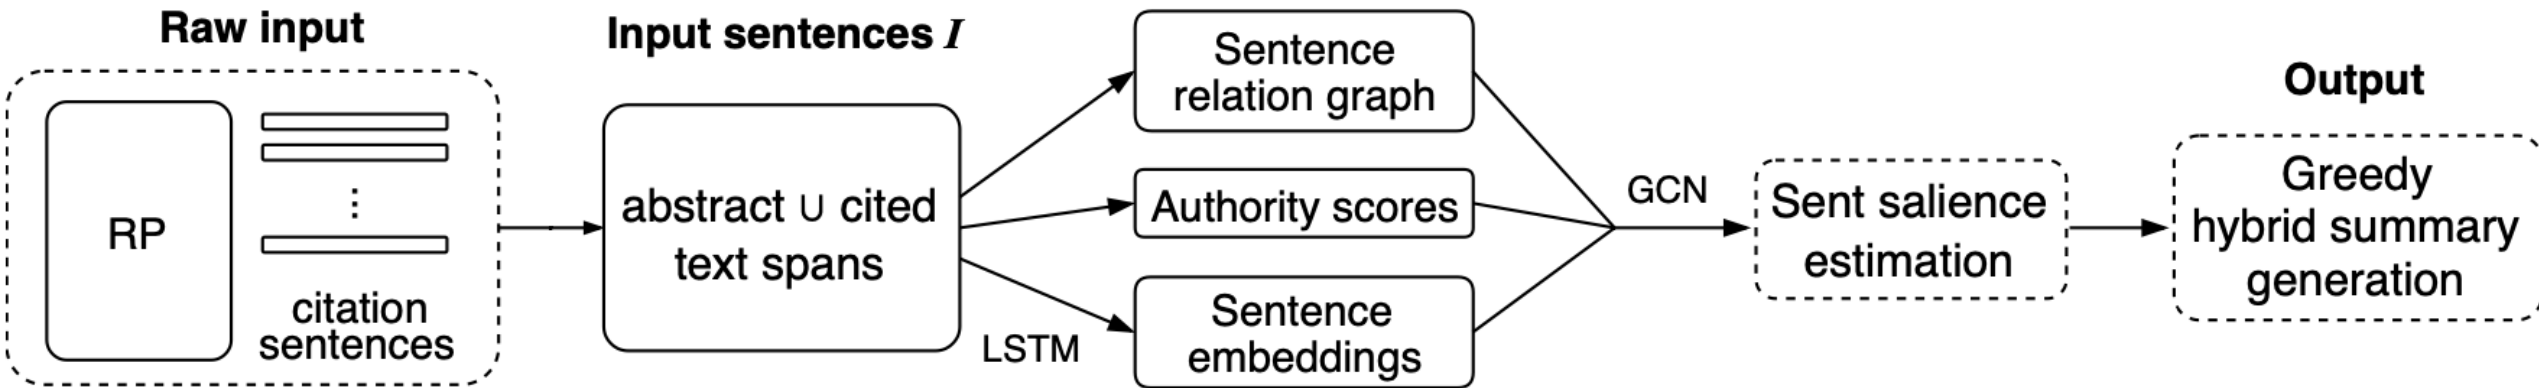 Raw input
RP
⋮
citation
sentences
Input sentences I
abstract ∪ cited
text spans
LSTM
Sentence
relation graph
Authority scores
Sentence
embeddings
GCN
Sent salience
estimation
Output
Greedy
hybrid summary
generation